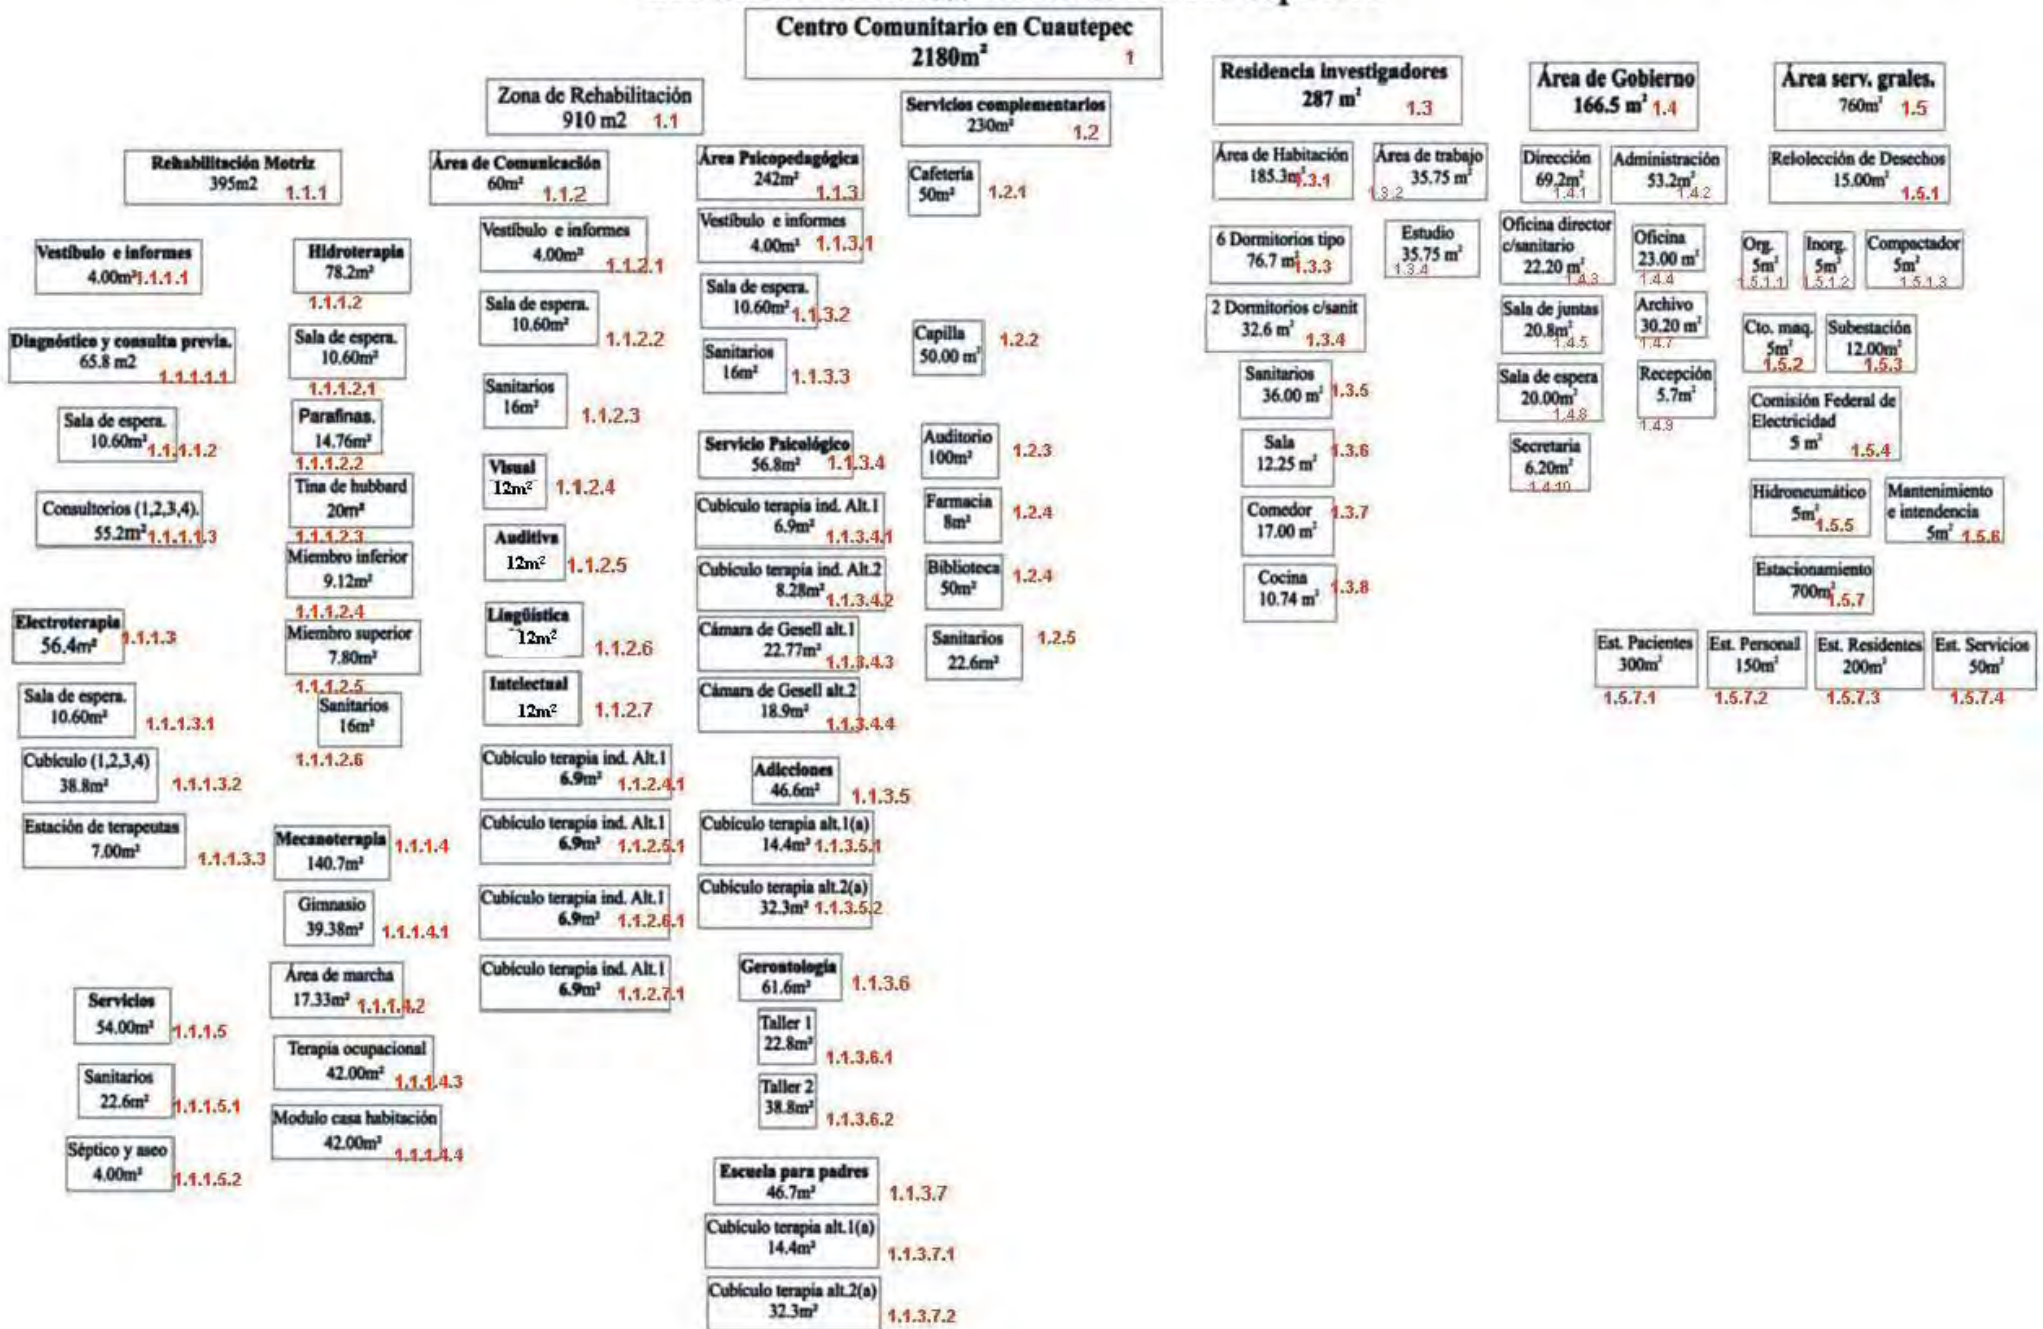 Centro Comunitario en Cuautepec
2180m² 1
Zona de Rehabilitación
910 m2 1.1
Rehabilitación Motriz
395m2 1.1.1
Vestíbulo e informes
4.00m² 1.1.1.1
Diagnóstico y consulta previa.
65.8 m2
1.1.1.1.1
Sala de espera.
10.60m² 1.1.1.1.2
Consultorios (1,2,3,4).
55.2m² 1.1.1.1.3
Electroterapia
56.4m² 1.1.1.3
Sala de espera.
10.60m² 1.1.1.3.1
Cubículo (1,2,3,4)
38.8m² 1.1.1.3.2
Estación de terapeutas
7.00m² 1.1.1.3.3
Servicios
54.00m² 1.1.1.5
Sanitarios
22.6m² 1.1.1.5.1
Séptico y aseo
4.00m² 1.1.1.5.2
Hidroterapia
78.2m²
1.1.1.2
Sala de espera.
10.60m²
1.1.1.2.1
Parafinas.
14.76m²
1.1.1.2.2
Tina de hubbard
20m²
1.1.1.2.3
Miembro inferior
9.12m²
1.1.1.2.4
Miembro superior
7.80m²
1.1.1.2.5
Sanitarios
16m²
1.1.1.2.6
Mecanoterapia 1.1.1.4
140.7m²
Gimnasio
39.38m² 1.1.1.4.1
Área de marcha
17.33m² 1.1.1.4.2
Terapia ocupacional
42.00m² 1.1.1.4.3
Modulo casa habitación
42.00m² 1.1.1.4.4
Área de Comunicación
60m² 1.1.2
Vestíbulo e informes
4.00m²
1.1.2.1
Sala de espera.
10.60m²
1.1.2.2
Sanitarios
16m² 1.1.2.3
Visual
12m² 1.1.2.4
Auditiva
12m² 1.1.2.5
Lingüística
12m² 1.1.2.6
Intelectual
12m² 1.1.2.7
Cubículo terapia ind. Alt.1
6.9m² 1.1.2.4.1
Cubículo terapia ind. Alt.1
6.9m² 1.1.2.5.1
Cubículo terapia ind. Alt.1
6.9m² 1.1.2.6.1
Cubículo terapia ind. Alt.1
6.9m² 1.1.2.7.1
Área Psicopedagógica
242m² 1.1.3
Vestíbulo e informes
4.00m² 1.1.3.1
Sala de espera.
10.60m² 1.1.3.2
Sanitarios
16m² 1.1.3.3
Servicio Psicológico
56.8m² 1.1.3.4
Cubículo terapia ind. Alt.1
6.9m² 1.1.3.4.1
Cubículo terapia ind. Alt.2
8.28m² 1.1.3.4.2
Cámara de Gesell alt.1
22.77m² 1.1.3.4.3
Cámara de Gesell alt.2
18.9m² 1.1.3.4.4
Adicciones
46.6m² 1.1.3.5
Cubículo terapia alt.1(a)
14.4m² 1.1.3.5.1
Cubículo terapia alt.2(a)
32.3m² 1.1.3.5.2
Gerontología
61.6m² 1.1.3.6
Taller 1
22.8m² 1.1.3.6.1
Taller 2
38.8m² 1.1.3.6.2
Escuela para padres
46.7m² 1.1.3.7
Cubículo terapia alt.1(a)
14.4m² 1.1.3.7.1
Cubículo terapia alt.2(a)
32.3m² 1.1.3.7.2
Servicios complementarios
230m² 1.2
Cafetería
50m² 1.2.1
Capilla 1.2.2
50.00 m²
Auditorio
100m² 1.2.3
Farmacia
8m² 1.2.4
Biblioteca
50m² 1.2.4
Sanitarios 1.2.5
22.6m²
Residencia investigadores
287 m² 1.3
Área de Habitación
185.3m² 1.3.1
Área de trabajo
35.75 m²
1.3.2
6 Dormitorios tipo
76.7 m² 1.3.3
Estudio
35.75 m²
1.3.4
2 Dormitorios c/sanit
32.6 m² 1.3.4
Sanitarios
36.00 m² 1.3.5
Sala 1.3.6
12.25 m²
Comedor 1.3.7
17.00 m²
Cocina 1.3.8
10.74 m²
Área de Gobierno
166.5 m² 1.4
Dirección
69.2m²
1.4.1
Administración
53.2m²
1.4.2
Oficina director
c/sanitario
22.20 m²
1.4.3
Oficina
23.00 m²
1.4.4
Sala de juntas
20.8m²
1.4.5
Archivo
30.20 m²
1.4.7
Sala de espera
20.00m²
1.4.8
Recepción
5.7m²
1.4.9
Secretaria
6.20m²
1.4.10
Área serv. grales.
760m² 1.5
Relolección de Desechos
15.00m²
1.5.1
Org.
5m²
1.5.1.1
Inorg.
5m²
1.5.1.2
Compactador
5m²
1.5.1.3
Cto. maq.
5m²
1.5.2
Subestación
12.00m²
1.5.3
Comisión Federal de
Electricidad
5 m² 1.5.4
Hidroneumático
5m² 1.5.5
Mantenimiento
e intendencia
5m² 1.5.6
Estacionamiento
700m² 1.5.7
Est. Pacientes
300m²
1.5.7.1
Est. Personal
150m²
1.5.7.2
Est. Residentes
200m²
1.5.7.3
Est. Servicios
50m²
1.5.7.4